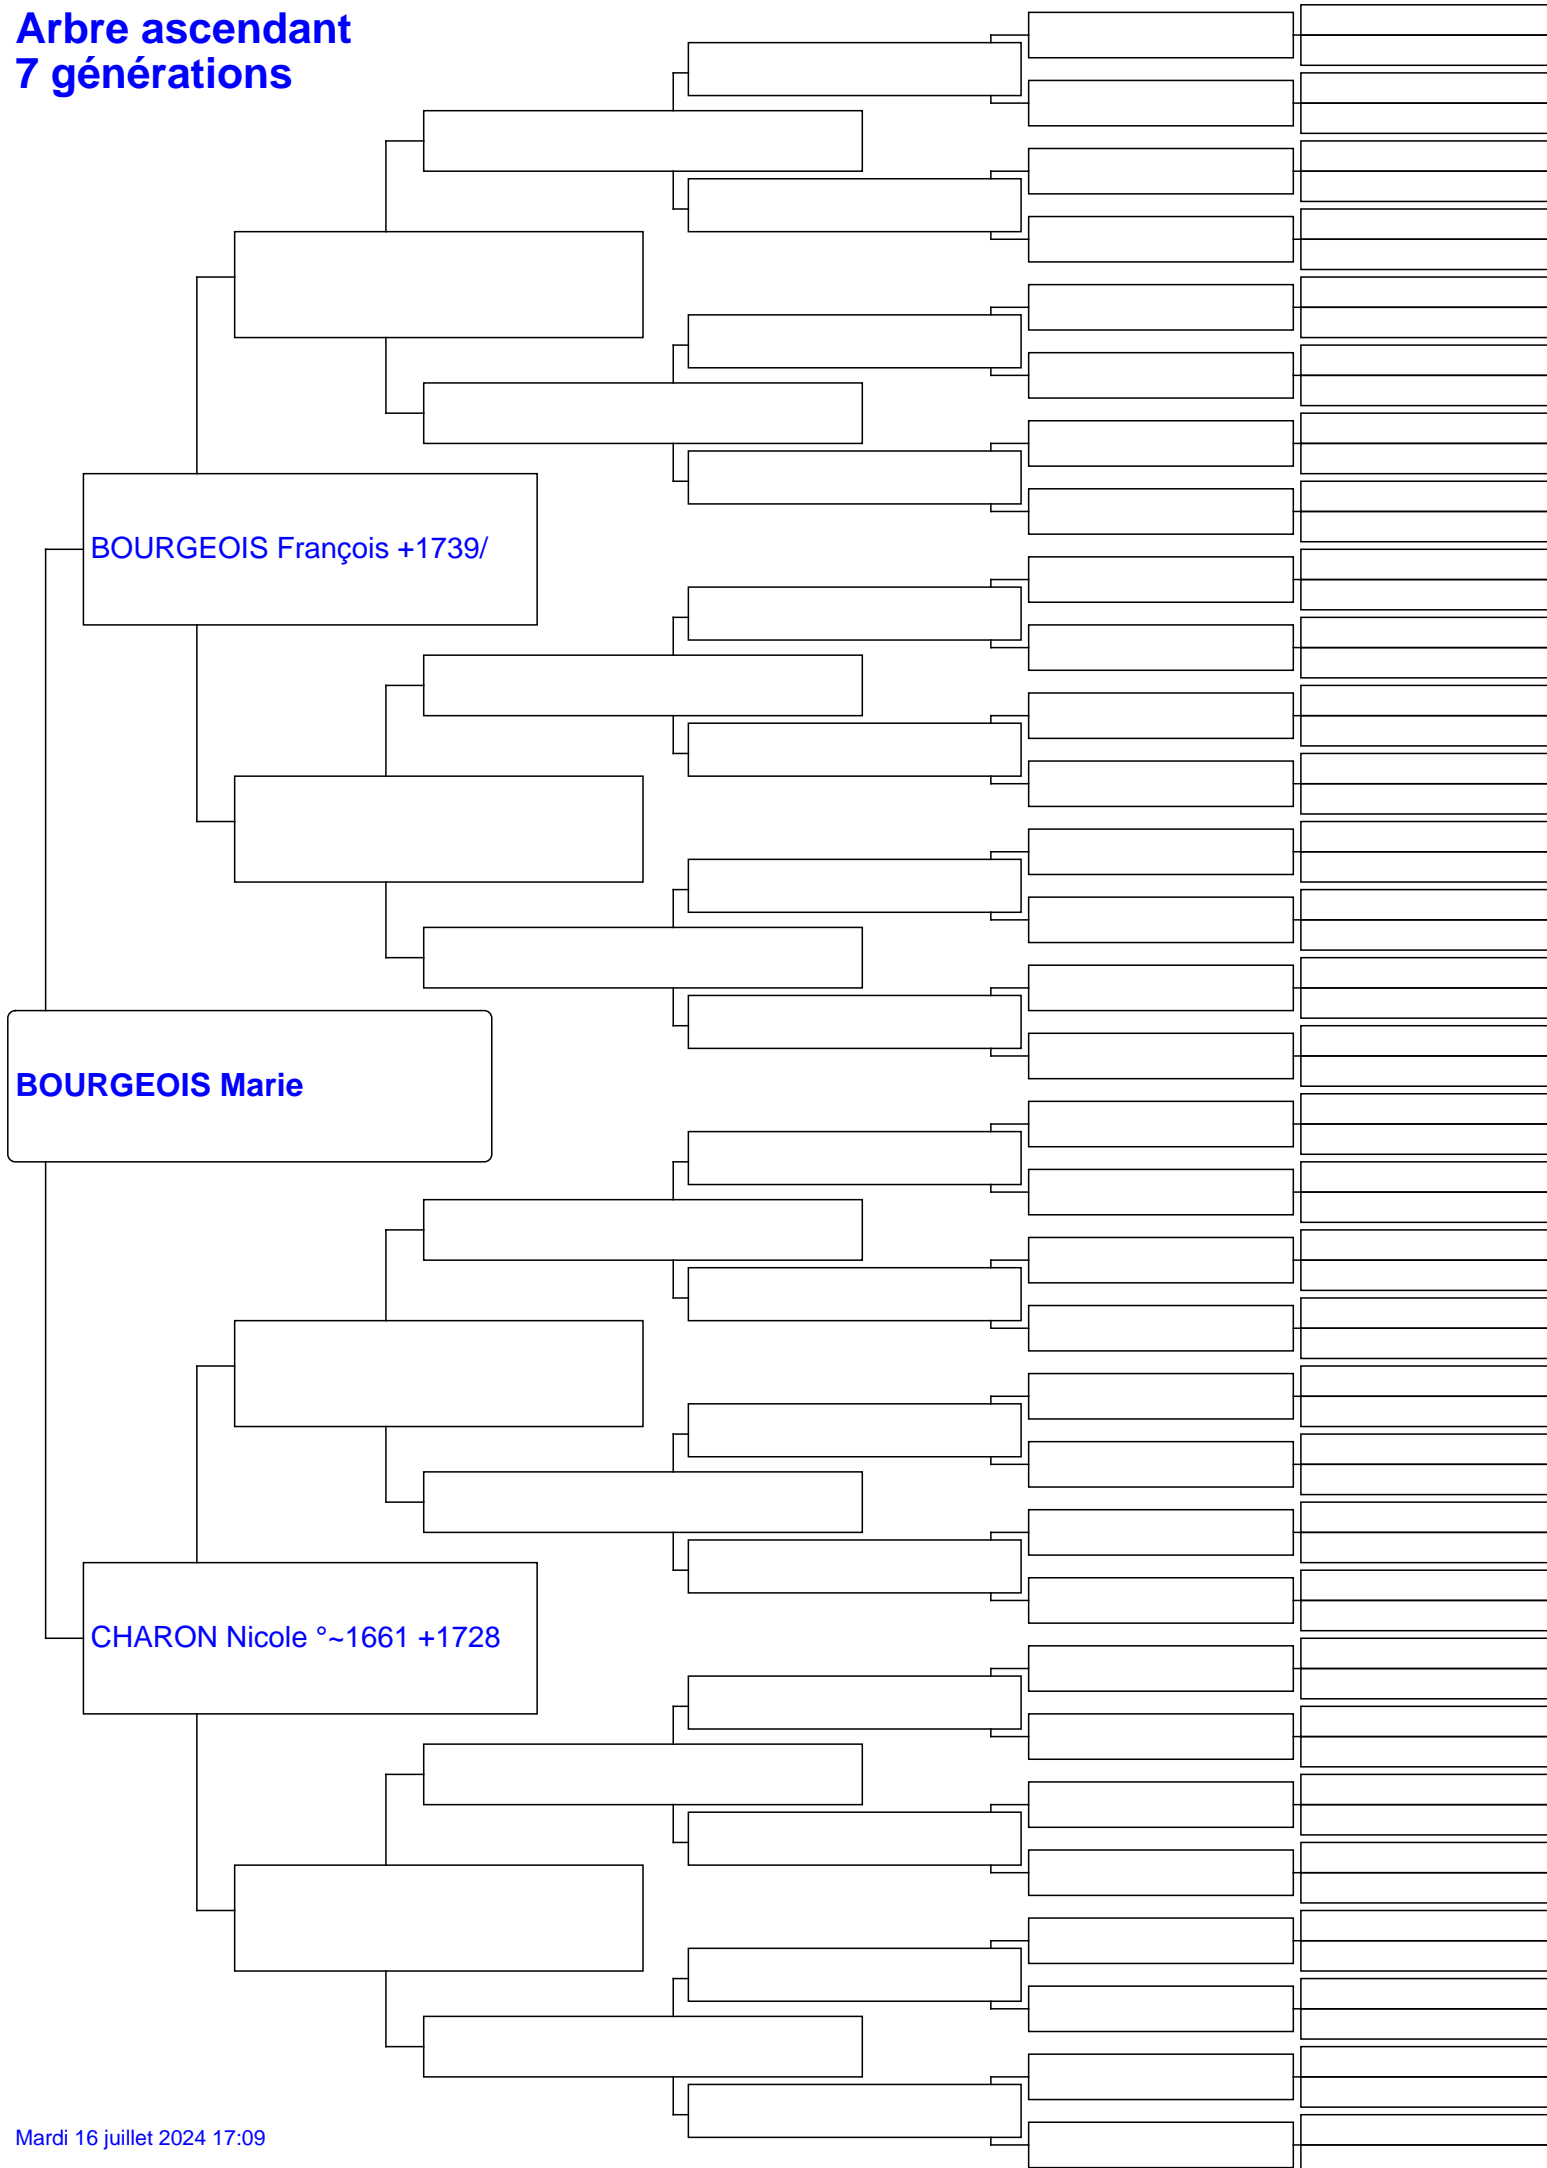 Arbre ascendant
7 générations
BOURGEOIS François +1739/
BOURGEOIS Marie
CHARON Nicole °~1661 +1728
Mardi 16 juillet 2024 17:09